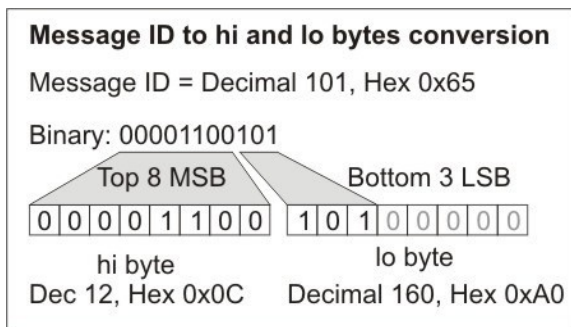 Message ID to hi and lo bytes conversion
Message ID = Decimal 101, Hex 0x65
Binary: 00001100101
Top 8 MSB Bottom 3 LSB
0 0 0 0 1 1 0 0 1 0 1 0 0 0 0 0
hi byte lo byte
Dec 12, Hex 0x0C Decimal 160, Hex 0xA0